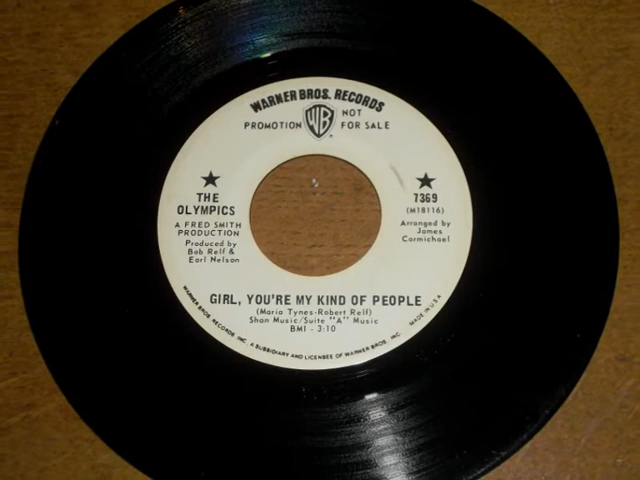 WARNER BROS. RECORDS
PROMOTION WB NOT FOR SALE
THE
OLYMPICS
A FRED SMITH
PRODUCTION
Produced by
Bob Relf &
Earl Nelson
7369
(M18116)
Arranged by
James
Carmichael
GIRL, YOU'RE MY KIND OF PEOPLE
(Maria Tynes-Robert Relf)
Shan Music/Suite "A" Music
BMI - 3:10
WARNER BROS. RECORDS INC. A SUBSIDIARY AND LICENSEE OF WARNER BROS. INC. MADE IN U.S.A.